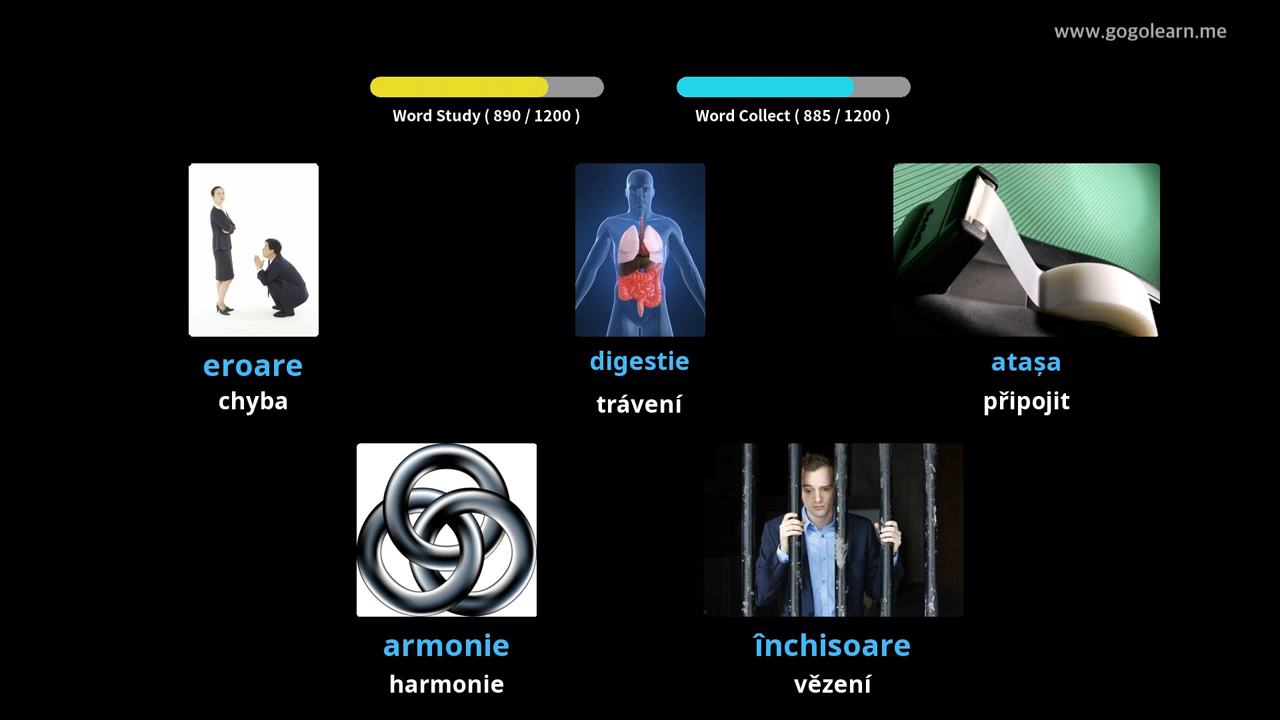 www.gogolearn.me
Word Study ( 890 / 1200 )
Word Collect ( 885 / 1200 )
eroare
chyba
digestie
trávení
atașa
připojit
armonie
harmonie
închisoare
vězení